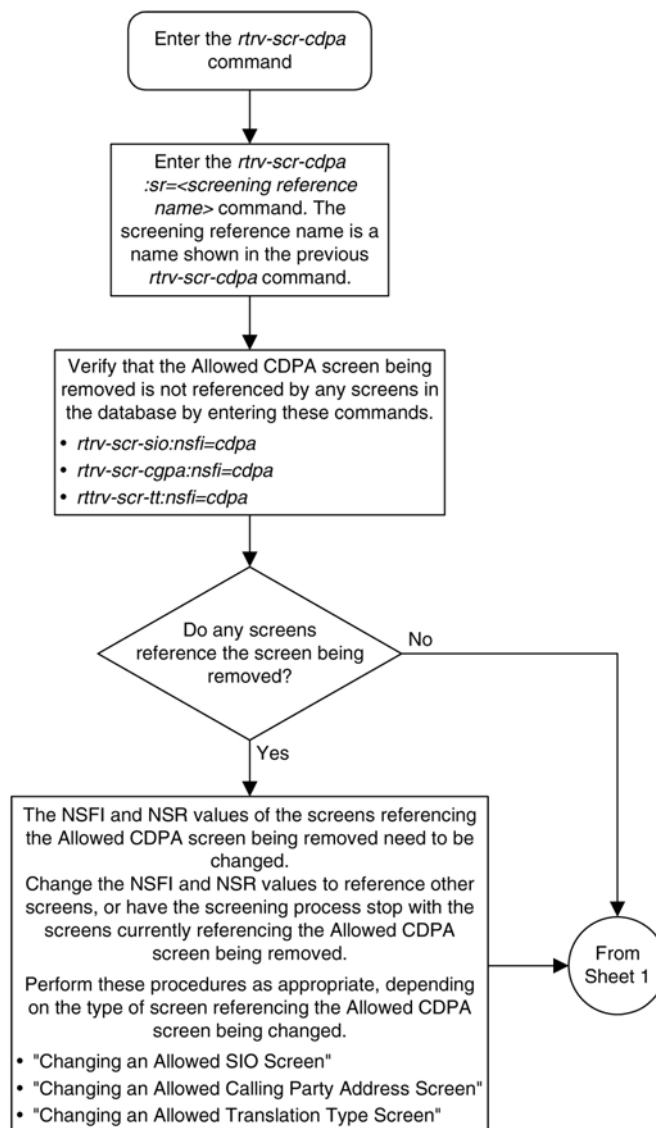 Enter the rtrv-scr-cdpa
command
Enter the rtrv-scr-cdpa
:sr=<screening reference
name> command. The
screening reference name is a
name shown in the previous
rtrv-scr-cdpa command.
Verify that the Allowed CDPA screen being
removed is not referenced by any screens in
the database by entering these commands.
• rtrv-scr-sio:nsfi=cdpa
• rtrv-scr-cgpa:nsfi=cdpa
• rttrv-scr-tt:nsfi=cdpa
Do any screens
reference the screen being
removed?
No
Yes
The NSFI and NSR values of the screens referencing
the Allowed CDPA screen being removed need to be
changed.
Change the NSFI and NSR values to reference other
screens, or have the screening process stop with the
screens currently referencing the Allowed CDPA
screen being removed.
Perform these procedures as appropriate, depending
on the type of screen referencing the Allowed CDPA
screen being changed.
• "Changing an Allowed SIO Screen"
• "Changing an Allowed Calling Party Address Screen"
• "Changing an Allowed Translation Type Screen"
From
Sheet 1